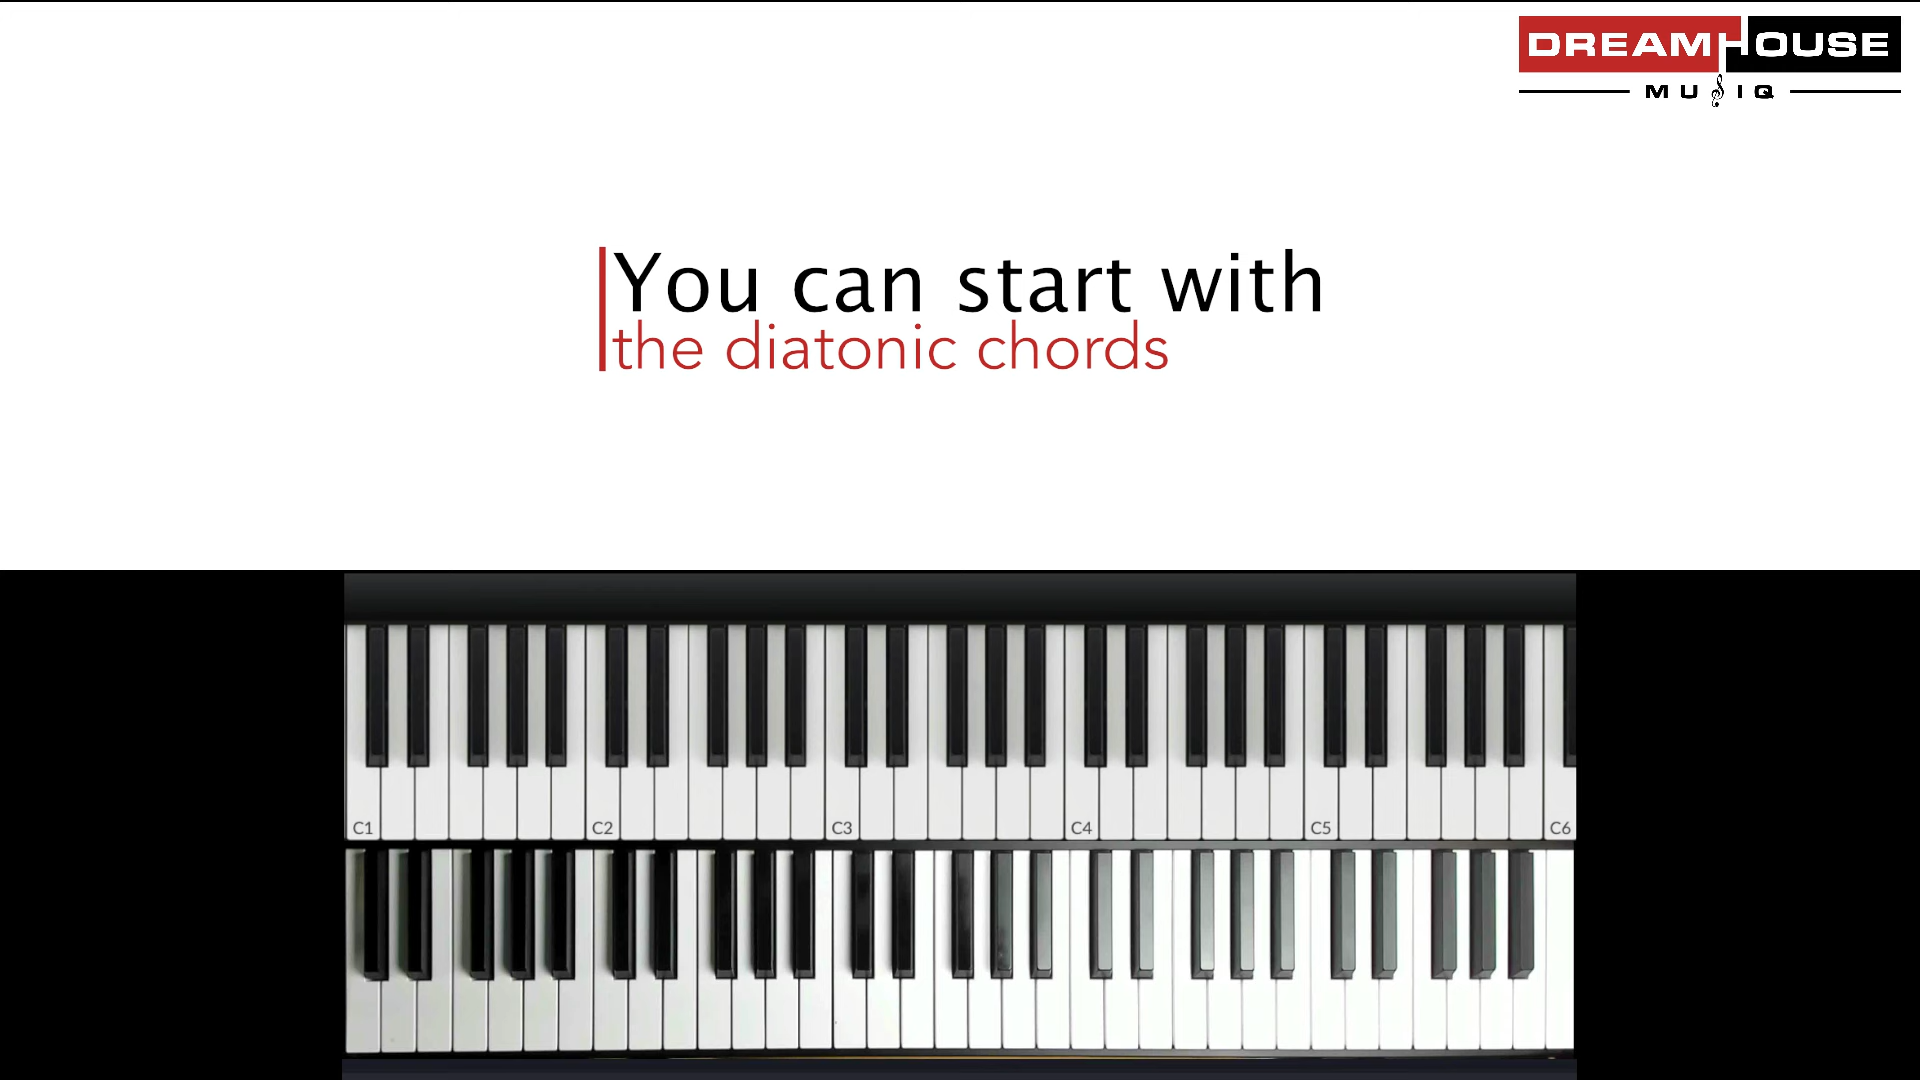 DREAMHOUSE
MUSIQ
You can start with
the diatonic chords
C1 C2 C3 C4 C5 C6